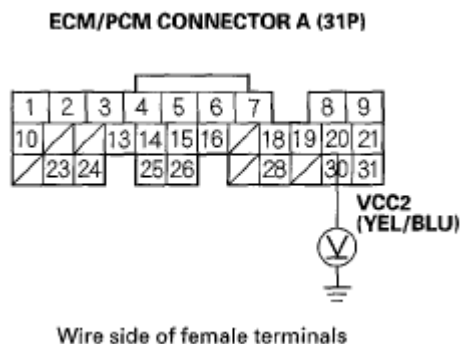 ECM/PCM CONNECTOR A (31P)
1 2 3 4 5 6 7 8 9
10 13 14 15 16 18 19 20 21
23 24 25 26 28 30 31
VCC2
(YEL/BLU)
V
Wire side of female terminals